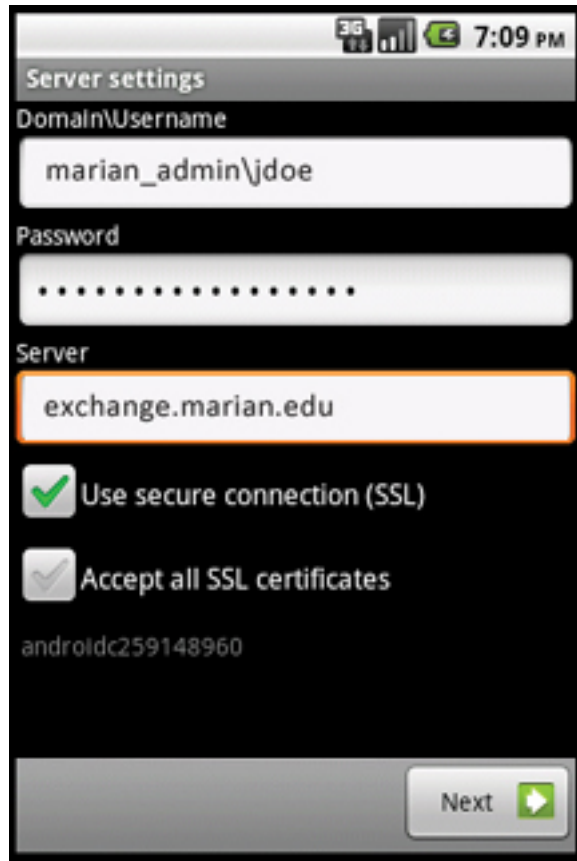 3G 7:09 PM
Server settings
Domain\Username
marian_admin\jdoe
Password
•••••••••••••••••
Server
exchange.marian.edu
Use secure connection (SSL)
Accept all SSL certificates
androidc259148960
Next